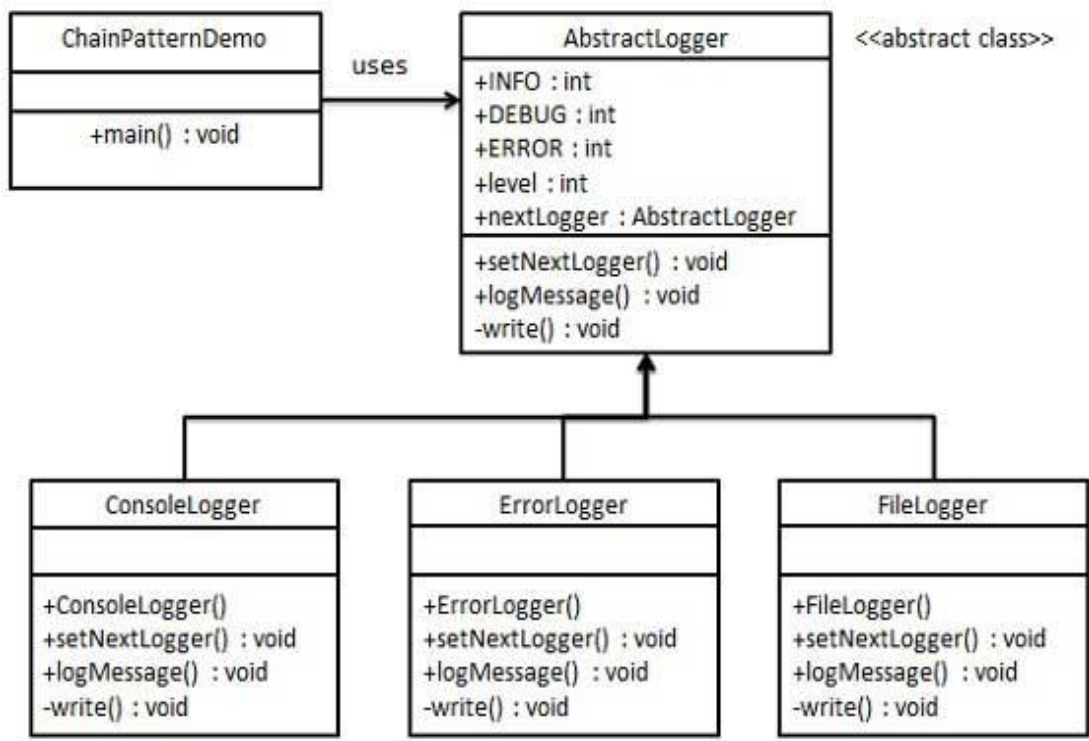 ChainPatternDemo
+main() : void
uses
AbstractLogger
<<abstract class>>
+INFO : int
+DEBUG : int
+ERROR : int
+level : int
+nextLogger : AbstractLogger
+setNextLogger() : void
+logMessage() : void
-write() : void
ConsoleLogger
+ConsoleLogger()
+setNextLogger() : void
+logMessage() : void
-write() : void
ErrorLogger
+ErrorLogger()
+setNextLogger() : void
+logMessage() : void
-write() : void
FileLogger
+FileLogger()
+setNextLogger() : void
+logMessage() : void
-write() : void